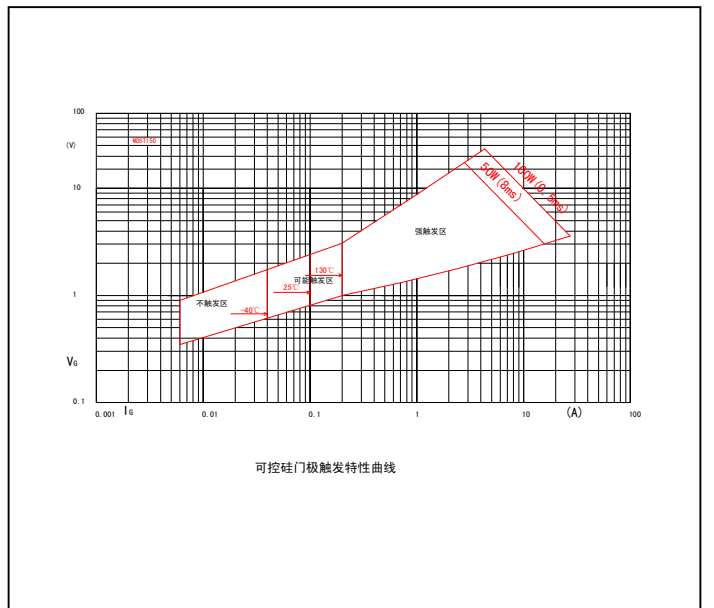 100
(V)
MDST150
10
100W(0.5ms)
50W(8ms)
强触发区
130℃
可能触发区
25℃
1
不触发区
-40℃
VG
0.1
0.001
IG
0.01
0.1
1
10
(A)
100
可控硅门极触发特性曲线